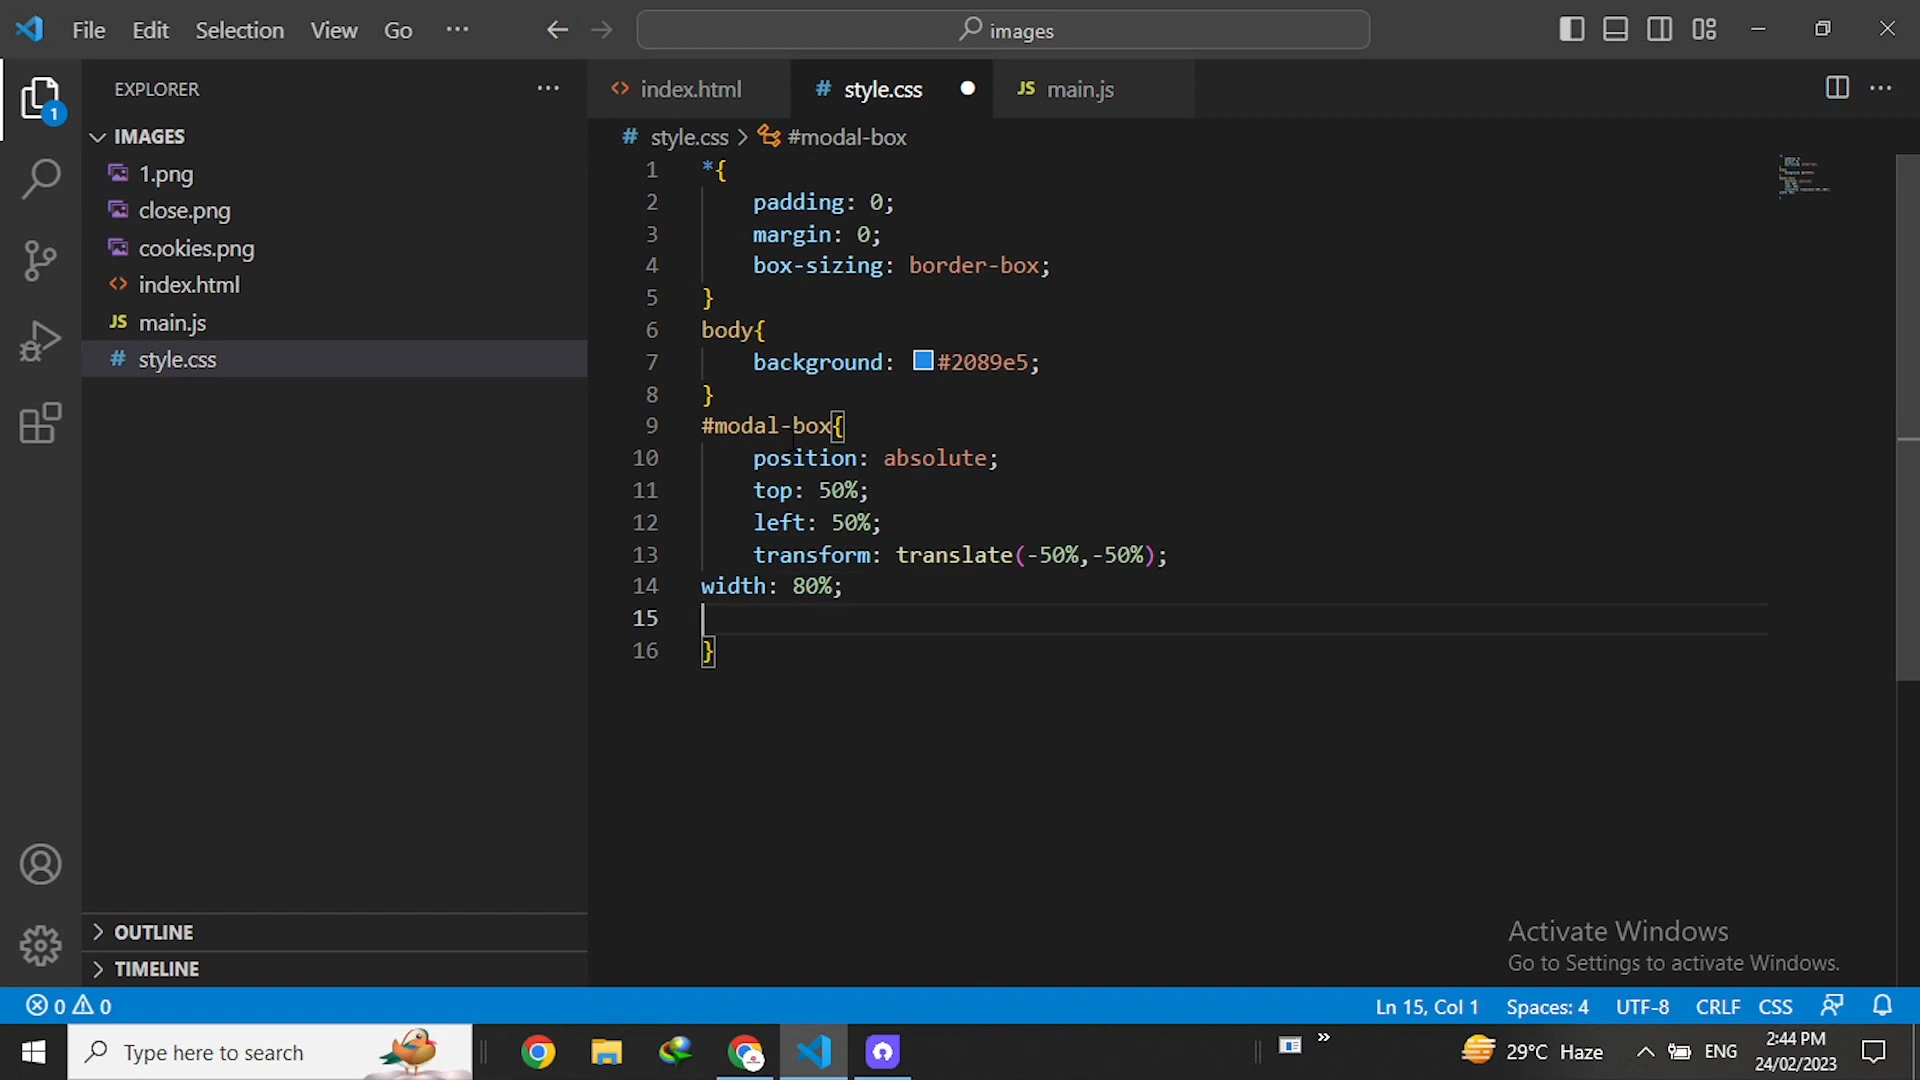 File Edit Selection View Go ···
images
EXPLORER ···
1
IMAGES
1.png
close.png
cookies.png
<> index.html
JS main.js
# style.css
OUTLINE
TIMELINE
<> index.html
# style.css
JS main.js
···
# style.css > #modal-box
1 *{
2     padding: 0;
3     margin: 0;
4     box-sizing: border-box;
5 }
6 body{
7     background: #2089e5;
8 }
9 #modal-box{
10     position: absolute;
11     top: 50%;
12     left: 50%;
13     transform: translate(-50%,-50%);
14 width: 80%;
15
16 }
Activate Windows
Go to Settings to activate Windows.
0 0
Ln 15, Col 1 Spaces: 4 UTF-8 CRLF CSS
Type here to search
29°C Haze
ENG
2:44 PM
24/02/2023